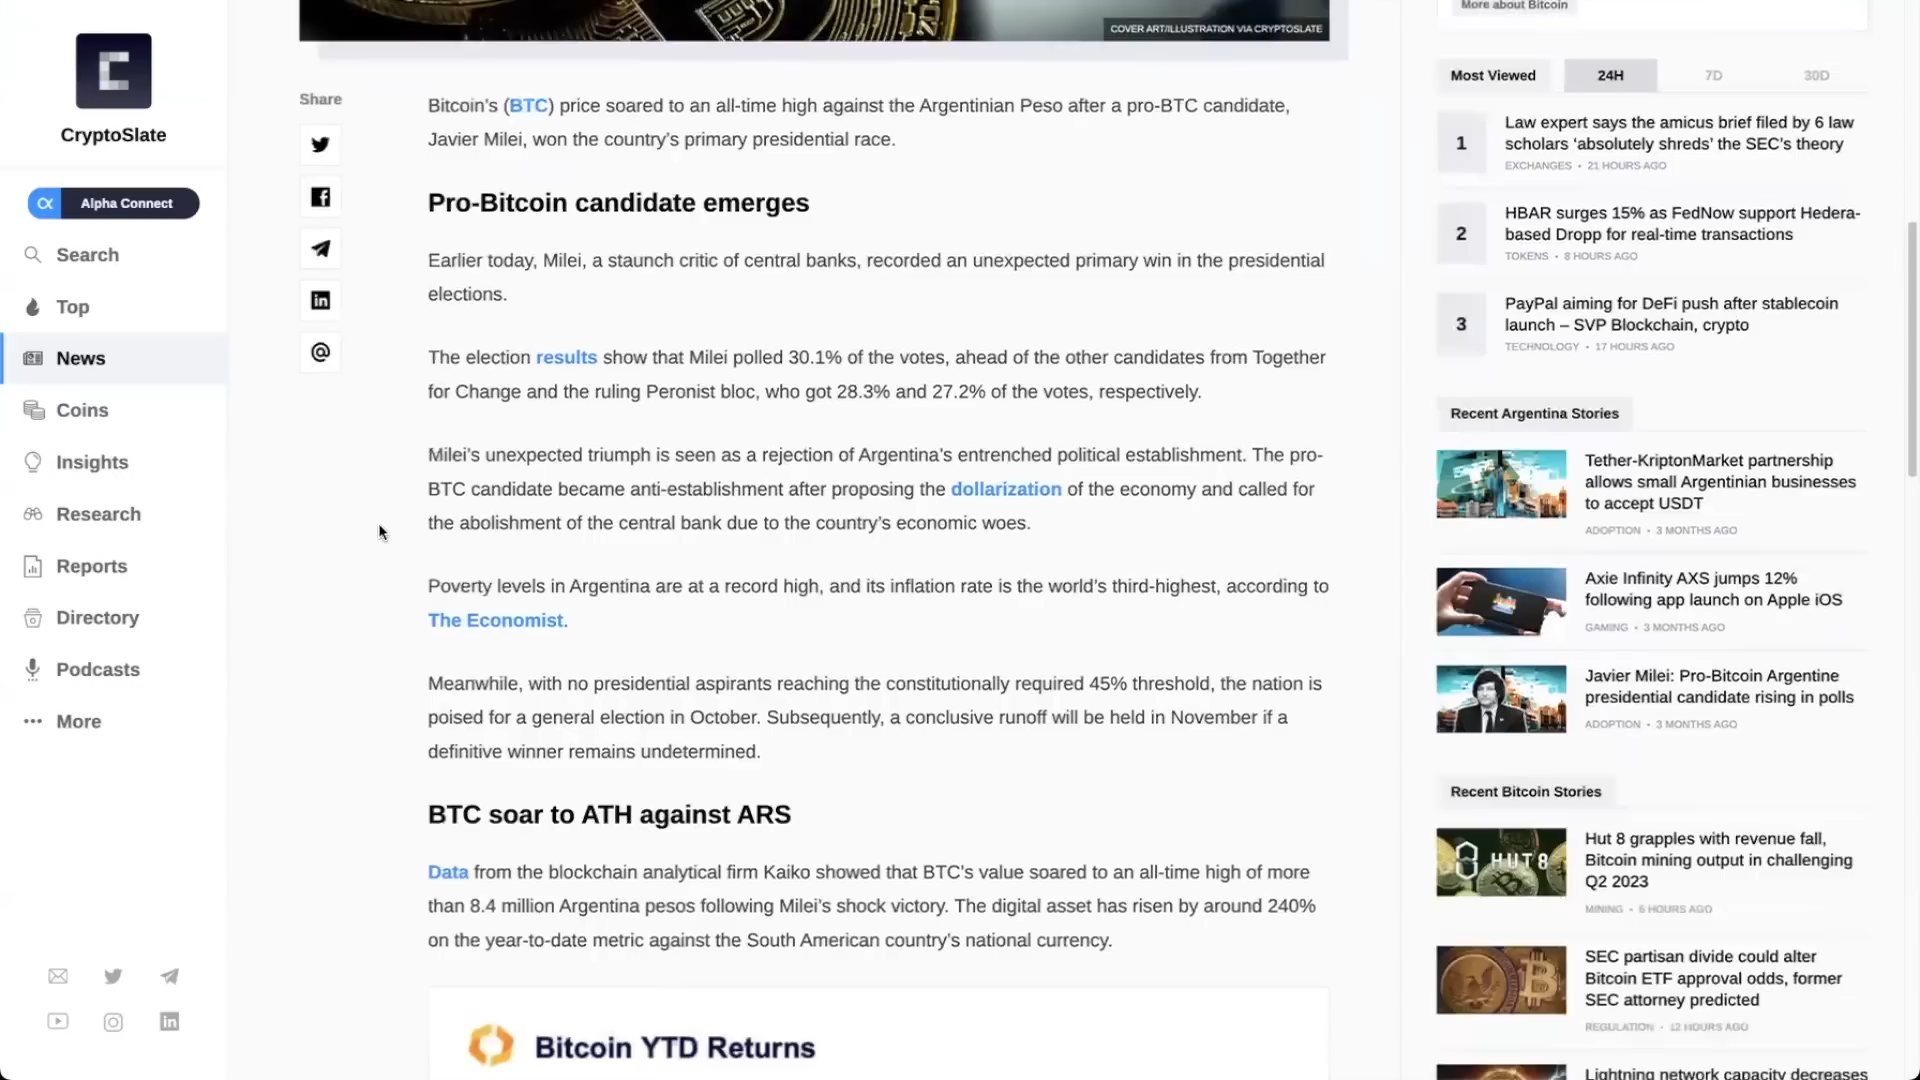 CryptoSlate
Alpha Connect
Search
Top
News
Coins
Insights
Research
Reports
Directory
Podcasts
More
COVER ART/ILLUSTRATION VIA CRYPTOSLATE
Share
Bitcoin's (BTC) price soared to an all-time high against the Argentinian Peso after a pro-BTC candidate,
Javier Milei, won the country's primary presidential race.
Pro-Bitcoin candidate emerges
Earlier today, Milei, a staunch critic of central banks, recorded an unexpected primary win in the presidential
elections.
The election results show that Milei polled 30.1% of the votes, ahead of the other candidates from Together
for Change and the ruling Peronist bloc, who got 28.3% and 27.2% of the votes, respectively.
Milei's unexpected triumph is seen as a rejection of Argentina's entrenched political establishment. The pro-
BTC candidate became anti-establishment after proposing the dollarization of the economy and called for
the abolishment of the central bank due to the country's economic woes.
Poverty levels in Argentina are at a record high, and its inflation rate is the world's third-highest, according to
The Economist.
Meanwhile, with no presidential aspirants reaching the constitutionally required 45% threshold, the nation is
poised for a general election in October. Subsequently, a conclusive runoff will be held in November if a
definitive winner remains undetermined.
BTC soar to ATH against ARS
Data from the blockchain analytical firm Kaiko showed that BTC's value soared to an all-time high of more
than 8.4 million Argentina pesos following Milei's shock victory. The digital asset has risen by around 240%
on the year-to-date metric against the South American country's national currency.
Bitcoin YTD Returns
More about Bitcoin
Most Viewed 24H 7D 30D
1
Law expert says the amicus brief filed by 6 law
scholars 'absolutely shreds' the SEC's theory
EXCHANGES • 21 HOURS AGO
2
HBAR surges 15% as FedNow support Hedera-
based Dropp for real-time transactions
TOKENS • 8 HOURS AGO
3
PayPal aiming for DeFi push after stablecoin
launch – SVP Blockchain, crypto
TECHNOLOGY • 17 HOURS AGO
Recent Argentina Stories
Tether-KriptonMarket partnership
allows small Argentinian businesses
to accept USDT
ADOPTION • 3 MONTHS AGO
Axie Infinity AXS jumps 12%
following app launch on Apple iOS
GAMING • 3 MONTHS AGO
Javier Milei: Pro-Bitcoin Argentine
presidential candidate rising in polls
ADOPTION • 3 MONTHS AGO
Recent Bitcoin Stories
HUT 8
Hut 8 grapples with revenue fall,
Bitcoin mining output in challenging
Q2 2023
MINING • 6 HOURS AGO
SEC partisan divide could alter
Bitcoin ETF approval odds, former
SEC attorney predicted
REGULATION • 12 HOURS AGO
Lightning network capacity decreases